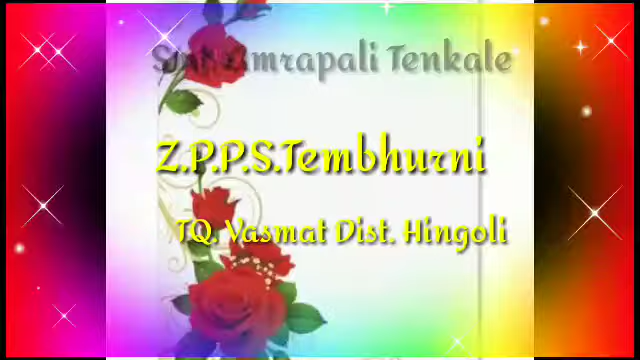 Smt. Amrapali Tenkale
Z.P.P.S.Tembhurni
TQ. Vasmat Dist. Hingoli